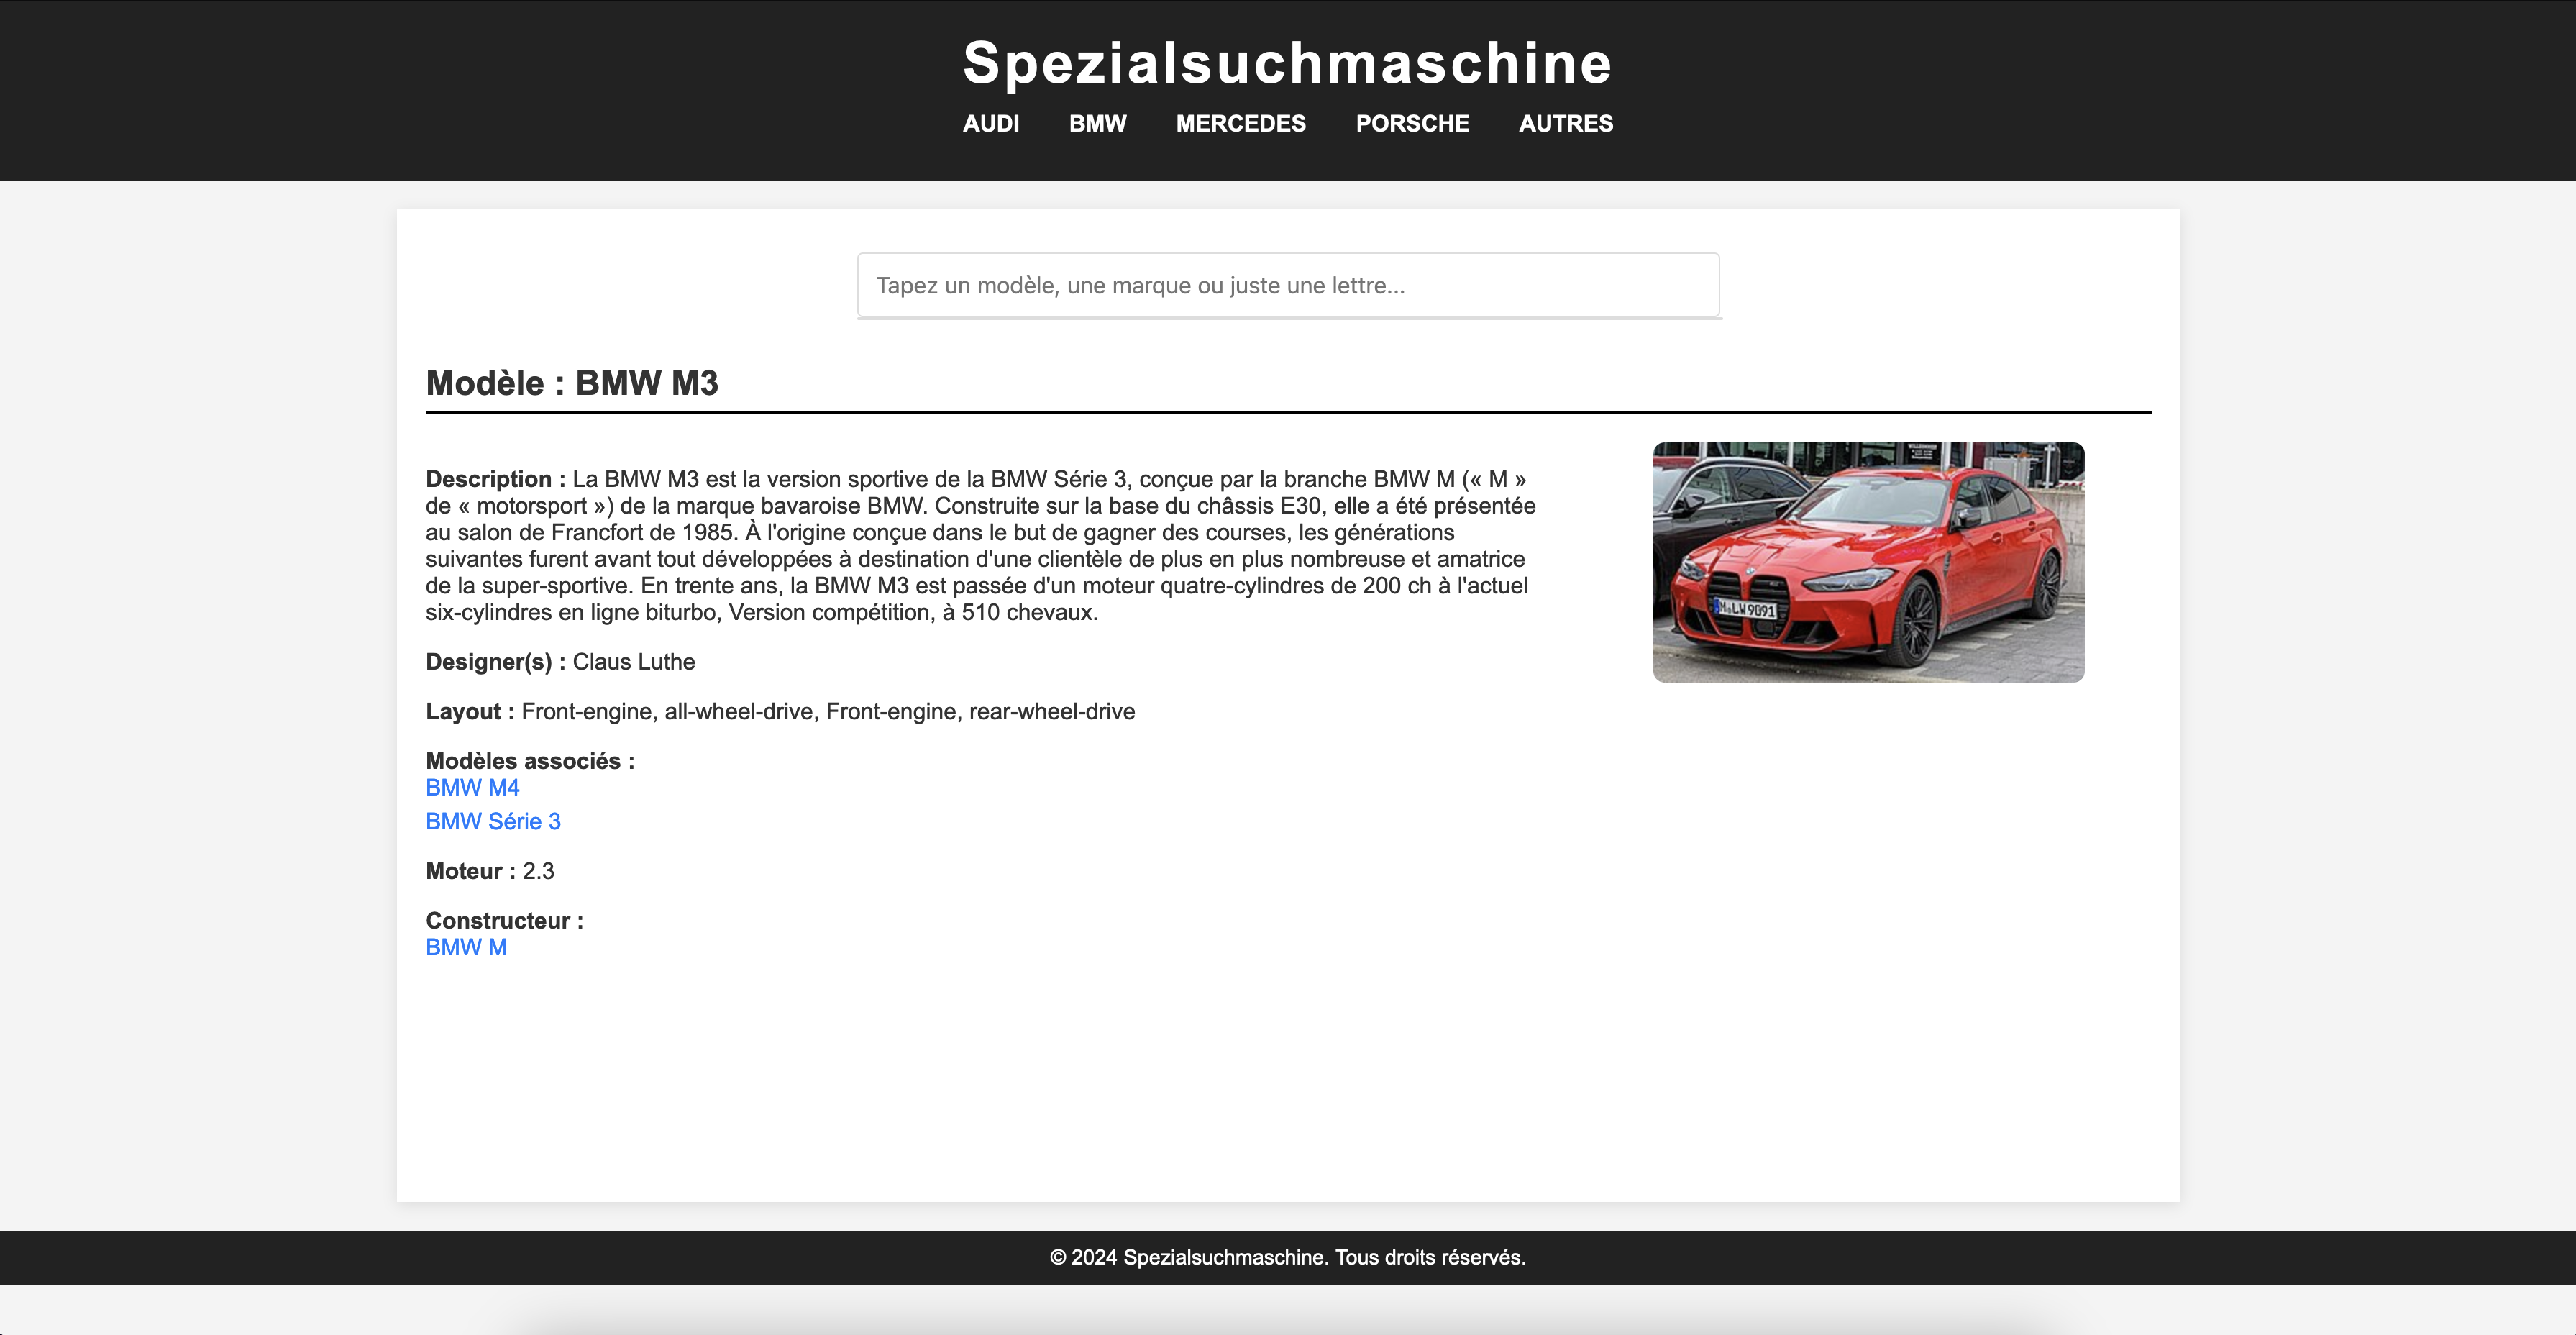 Spezialsuchmaschine
AUDI BMW MERCEDES PORSCHE AUTRES
Tapez un modèle, une marque ou juste une lettre...
Modèle : BMW M3
Description : La BMW M3 est la version sportive de la BMW Série 3, conçue par la branche BMW M (« M »
de « motorsport ») de la marque bavaroise BMW. Construite sur la base du châssis E30, elle a été présentée
au salon de Francfort de 1985. À l'origine conçue dans le but de gagner des courses, les générations
suivantes furent avant tout développées à destination d'une clientèle de plus en plus nombreuse et amatrice
de la super-sportive. En trente ans, la BMW M3 est passée d'un moteur quatre-cylindres de 200 ch à l'actuel
six-cylindres en ligne biturbo, Version compétition, à 510 chevaux.
M LW 9091
Designer(s) : Claus Luthe
Layout : Front-engine, all-wheel-drive, Front-engine, rear-wheel-drive
Modèles associés :
BMW M4
BMW Série 3
Moteur : 2.3
Constructeur :
BMW M
© 2024 Spezialsuchmaschine. Tous droits réservés.